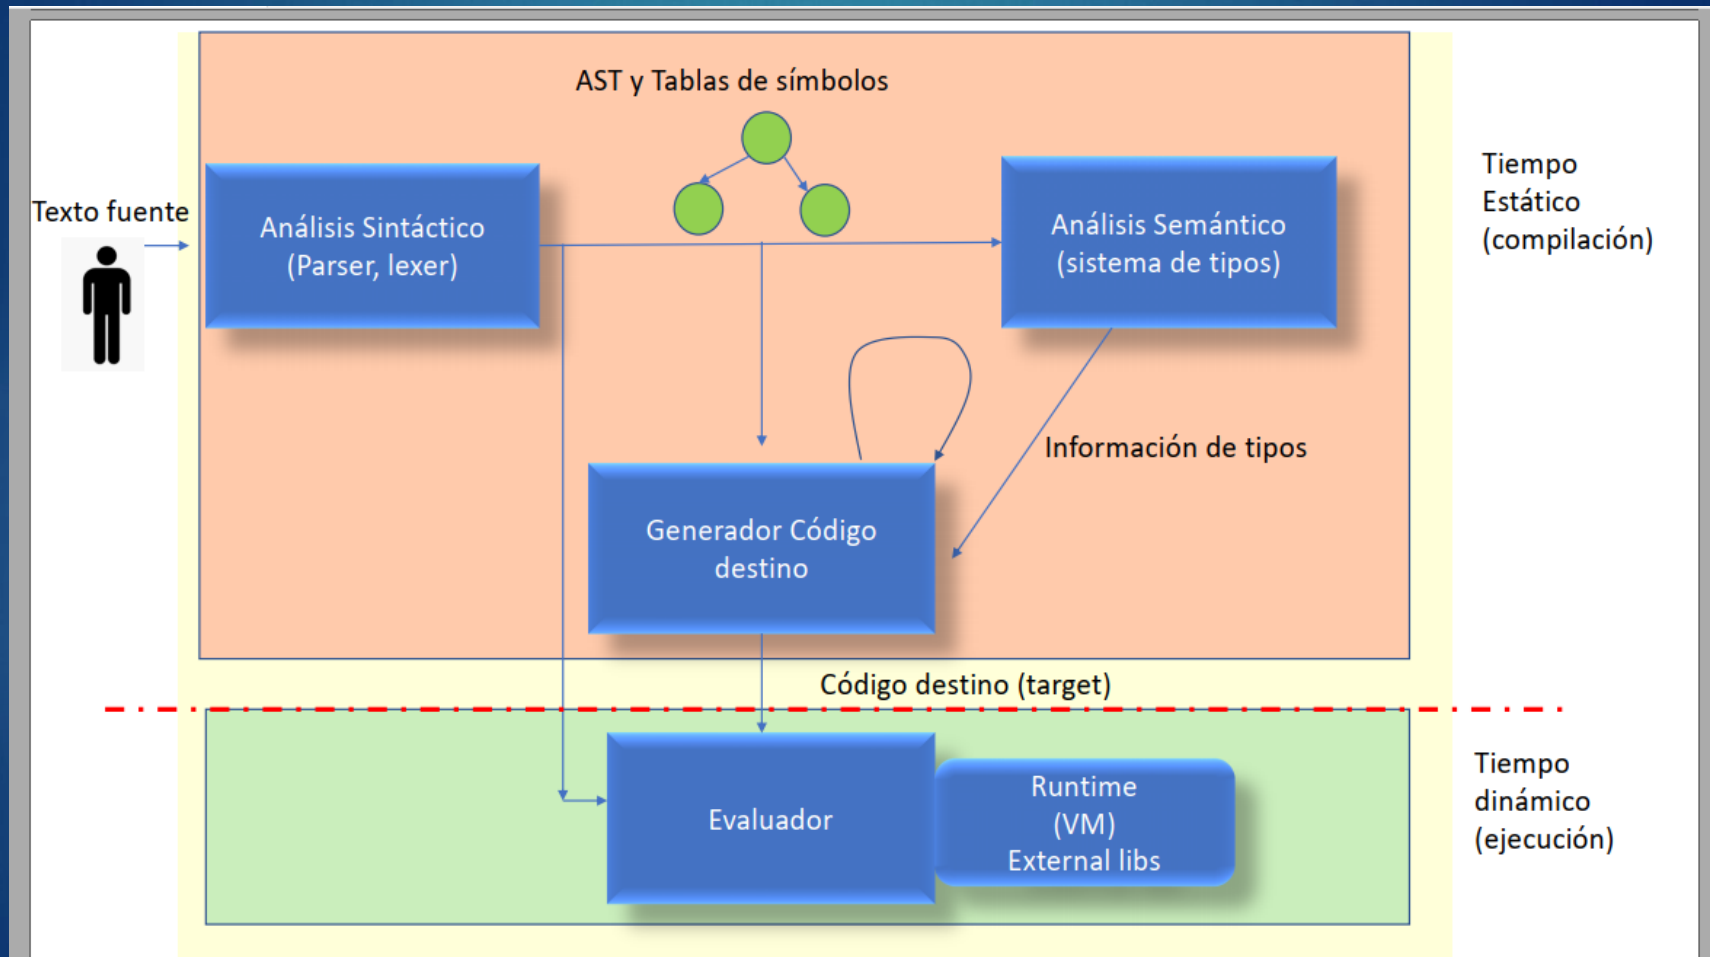 AST y Tablas de símbolos
Texto fuente
Análisis Sintáctico
(Parser, lexer)
Análisis Semántico
(sistema de tipos)
Tiempo
Estático
(compilación)
Información de tipos
Generador Código
destino
Código destino (target)
Evaluador
Runtime
(VM)
External libs
Tiempo
dinámico
(ejecución)